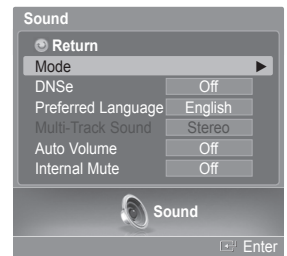 Sound
Return
Mode
DNSe Off
Preferred Language English
Multi-Track Sound Stereo
Auto Volume Off
Internal Mute Off
Sound
Enter